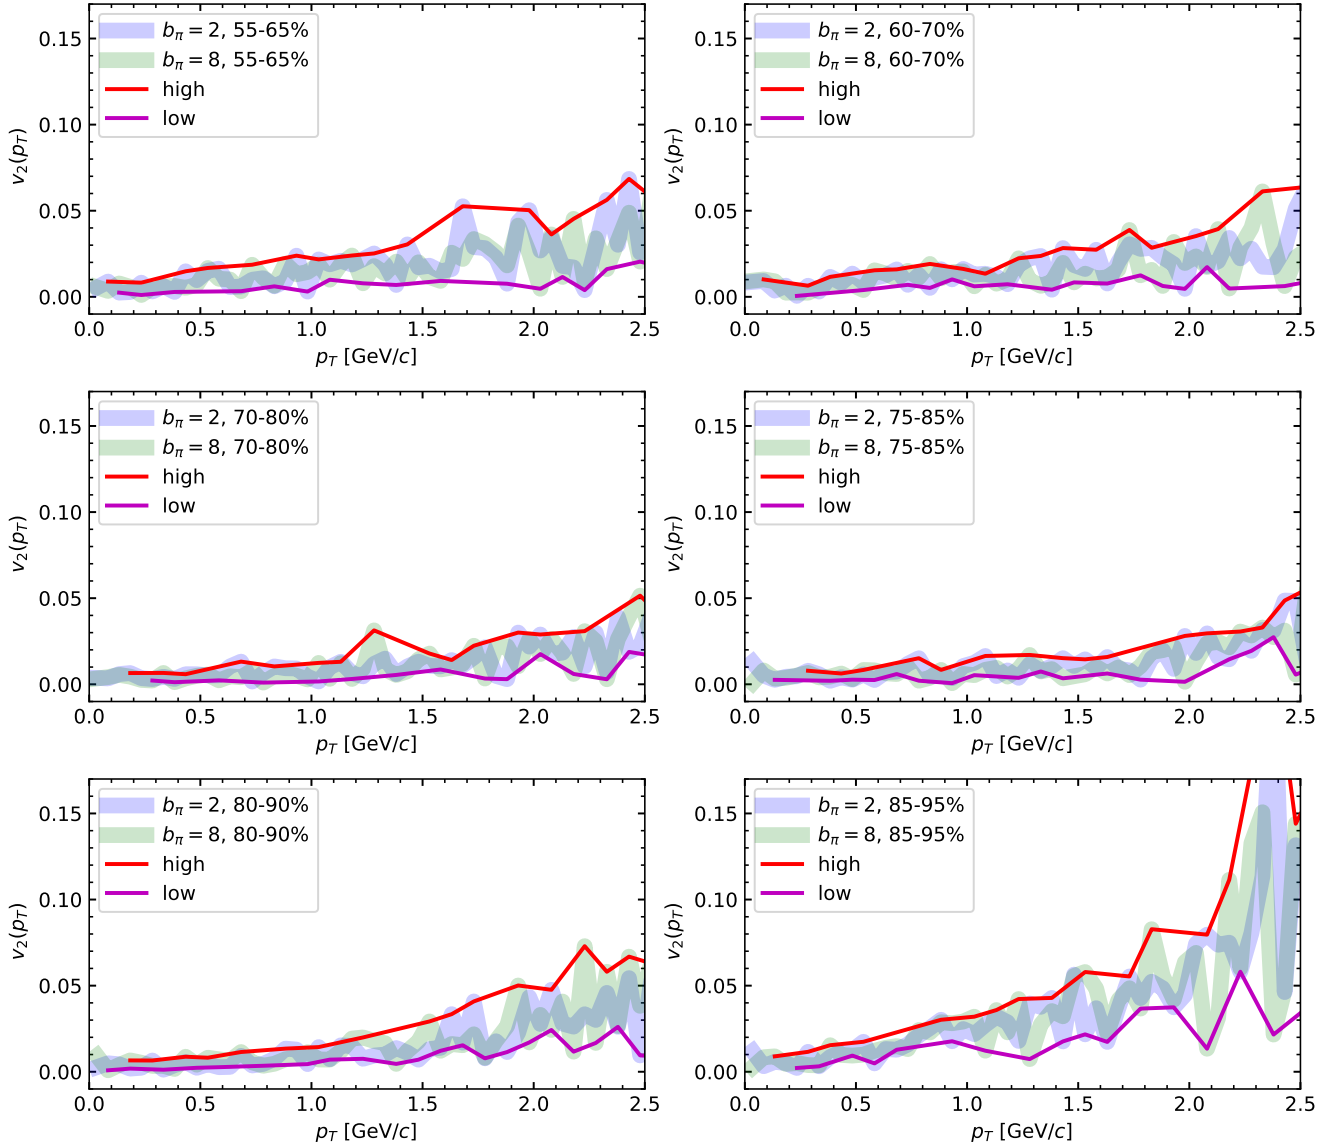 0.15
0.10
0.05
0.00
v₂(p_T)
b_π = 2, 55-65%
b_π = 8, 55-65%
high
low
0.0 0.5 1.0 1.5 2.0 2.5
p_T [GeV/c]
0.15
0.10
0.05
0.00
v₂(p_T)
b_π = 2, 60-70%
b_π = 8, 60-70%
high
low
0.0 0.5 1.0 1.5 2.0 2.5
p_T [GeV/c]
0.15
0.10
0.05
0.00
v₂(p_T)
b_π = 2, 70-80%
b_π = 8, 70-80%
high
low
0.0 0.5 1.0 1.5 2.0 2.5
p_T [GeV/c]
0.15
0.10
0.05
0.00
v₂(p_T)
b_π = 2, 75-85%
b_π = 8, 75-85%
high
low
0.0 0.5 1.0 1.5 2.0 2.5
p_T [GeV/c]
0.15
0.10
0.05
0.00
v₂(p_T)
b_π = 2, 80-90%
b_π = 8, 80-90%
high
low
0.0 0.5 1.0 1.5 2.0 2.5
p_T [GeV/c]
0.15
0.10
0.05
0.00
v₂(p_T)
b_π = 2, 85-95%
b_π = 8, 85-95%
high
low
0.0 0.5 1.0 1.5 2.0 2.5
p_T [GeV/c]